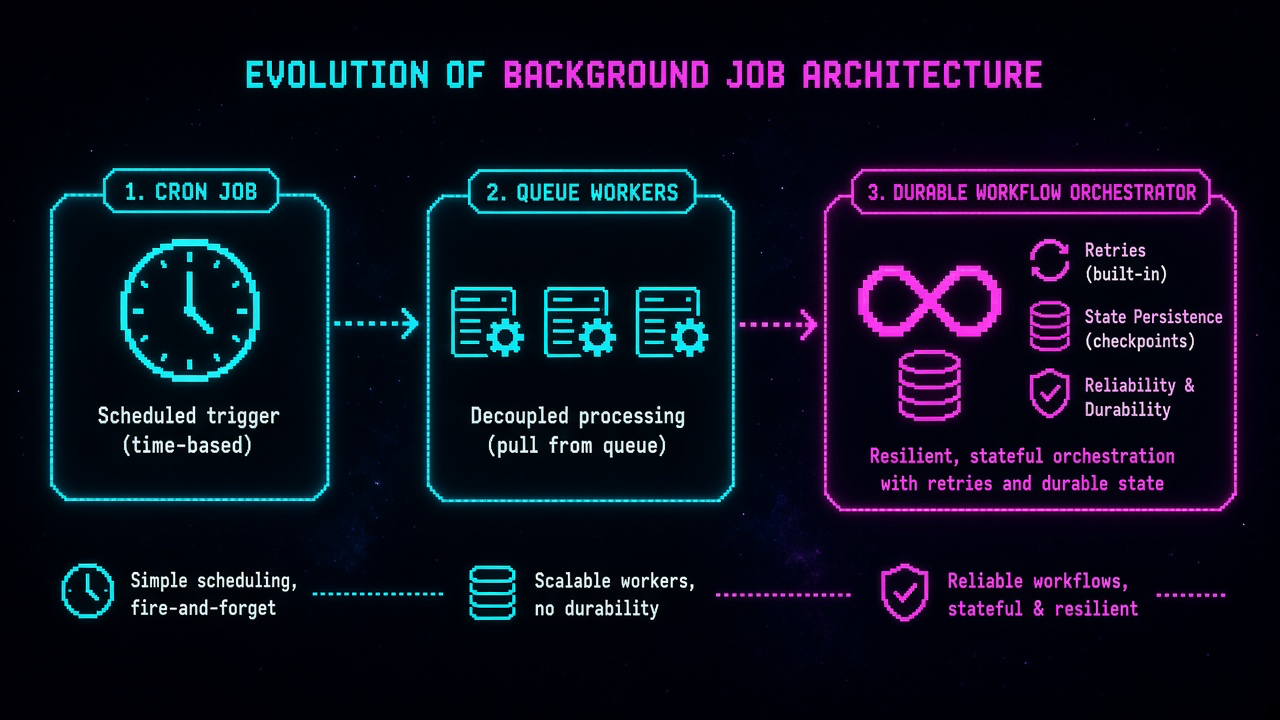 EVOLUTION OF BACKGROUND JOB ARCHITECTURE
1. CRON JOB
Scheduled trigger
(time-based)
2. QUEUE WORKERS
Decoupled processing
(pull from queue)
3. DURABLE WORKFLOW ORCHESTRATOR
Retries
(built-in)
State Persistence
(checkpoints)
Reliability &
Durability
Resilient, stateful orchestration
with retries and durable state
Simple scheduling,
fire-and-forget
Scalable workers,
no durability
Reliable workflows,
stateful & resilient